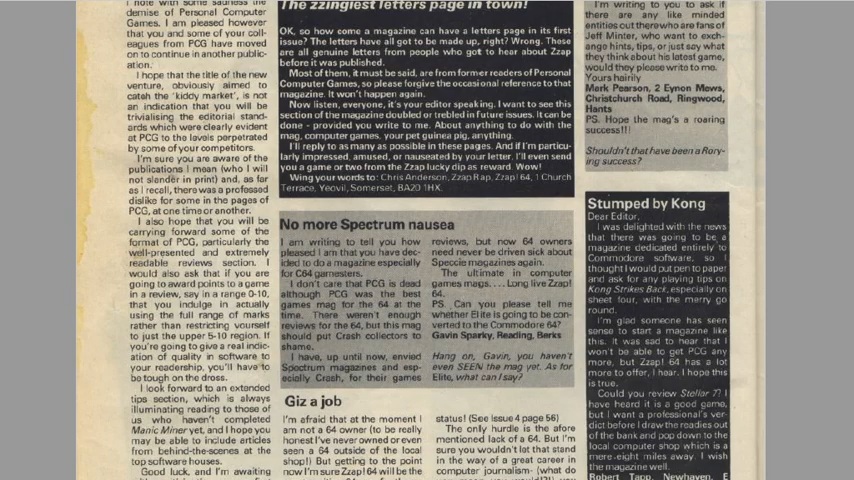 I note with some sadness the
demise of Personal Computer
Games. I am pleased however
that you and some of your coll-
eagues from PCG have moved
on to continue in another public-
ation.
I hope that the title of the new
venture, obviously aimed to
catch the 'kiddy market', is not
an indication that you will be
trivialising the editorial stand-
ards which were clearly evident
at PCG to the levels perpetrated
by some of your competitors.
I'm sure you are aware of the
publications I mean (who I will
not slander in print) and, as far
as I recall, there was a professed
dislike for some in the pages of
PCG, at one time or another.
I also hope that you will be
carrying forward some of the
format of PCG, particularly the
well-presented and extremely
readable reviews section. I
would also ask that if you are
going to award points to a game
in a review, say in a range 0-10,
that you indulge in actually
using the full range of marks
rather than restricting yourself
to just the upper 5-10 region. If
you're going to give a real indic-
ation of quality in software to
your readership, you'll have to
be tough on the dross.
I look forward to an extended
tips section, which is always
illuminating reading to those of
us who haven't completed
Manic Miner yet, and I hope you
may be able to include articles
from behind-the-scenes at the
top software houses.
Good luck, and I'm awaiting
The zzingiest letters page in town!
OK, so how come a magazine can have a letters page in its first
issue? The letters have all got to be made up, right? Wrong. These
are all genuine letters from people who got to hear about Zzap
before it was published.
Most of them, it must be said, are from former readers of Personal
Computer Games, so please forgive the occasional reference to that
magazine. It won't happen again.
Now listen, everyone, it's your editor speaking. I want to see this
section of the magazine doubled or trebled in future issues. It can be
done - provided you write to me. About anything to do with the
mag, computer games, your pet guinea pig, anything.
I'll reply to as many as possible in these pages. And if I'm particu-
larly impressed, amused, or nauseated by your letter, I'll even send
you a game or two from the Zzap lucky dip as reward. Wow!
Wing your words to: Chris Anderson, Zzap Rap, Zzap! 64, 1 Church
Terrace, Yeovil, Somerset, BA20 1HX.
No more Spectrum nausea
I am writing to tell you how
pleased I am that you have dec-
ided to do a magazine especially
for C64 gamesters.
I don't care that PCG is dead
although PCG was the best
games mag for the 64 at the
time. There weren't enough
reviews for the 64, but this mag
should put Crash collectors to
shame.
I have, up until now, envied
Spectrum magazines and esp-
ecially Crash, for their games
reviews, but now 64 owners
need never be driven sick about
Speccie magazines again.
The ultimate in computer
games mags. . . . Long live Zzap!
64.
PS. Can you please tell me
whether Elite is going to be con-
verted to the Commodore 64?
Gavin Sparky, Reading, Berks
Hang on, Gavin, you haven't
even SEEN the mag yet. As for
Elite, what can I say?
Giz a job
I'm afraid that at the moment I
am not a 64 owner (to be really
honest I've never owned or even
seen a 64 outside of the local
shop!) But getting to the point
now I'm sure Zzap! 64 will be the
status! (See Issue 4 page 56)
The only hurdle is the afore
mentioned lack of a 64. But I'm
sure you wouldn't let that stand
in the way of a great career in
computer journalism- (what do
I'm writing to you to ask if
there are any like minded
entities out there who are fans of
Jeff Minter, who want to exch-
ange hints, tips, or just say what
they think about his latest game,
would they please write to me.
Yours hairily
Mark Pearson, 2 Eynon Mews,
Christchurch Road, Ringwood,
Hants
PS. Hope the mag's a roaring
success!!!
Shouldn't that have been a Rory-
ing success?
Stumped by Kong
Dear Editor,
I was delighted with the news
that there was going to be a
magazine dedicated entirely to
Commodore software, so I
thought I would put pen to paper
and ask for any playing tips on
Kong Strikes Back, especially on
sheet four, with the merry go
round.
I'm glad someone has seen
sense to start a magazine like
this. It was sad to hear that I
won't be able to get PCG any
more, but Zzap! 64 has a lot
more to offer, I hear. I hope this
is true.
Could you review Stellar 7? I
have heard it is a good game,
but I want a professional's ver-
dict before I draw the readies out
of the bank and pop down to the
local computer shop which is a
mere eight miles away. I wish
the magazine well.
Robert Tapp, Newhaven, E